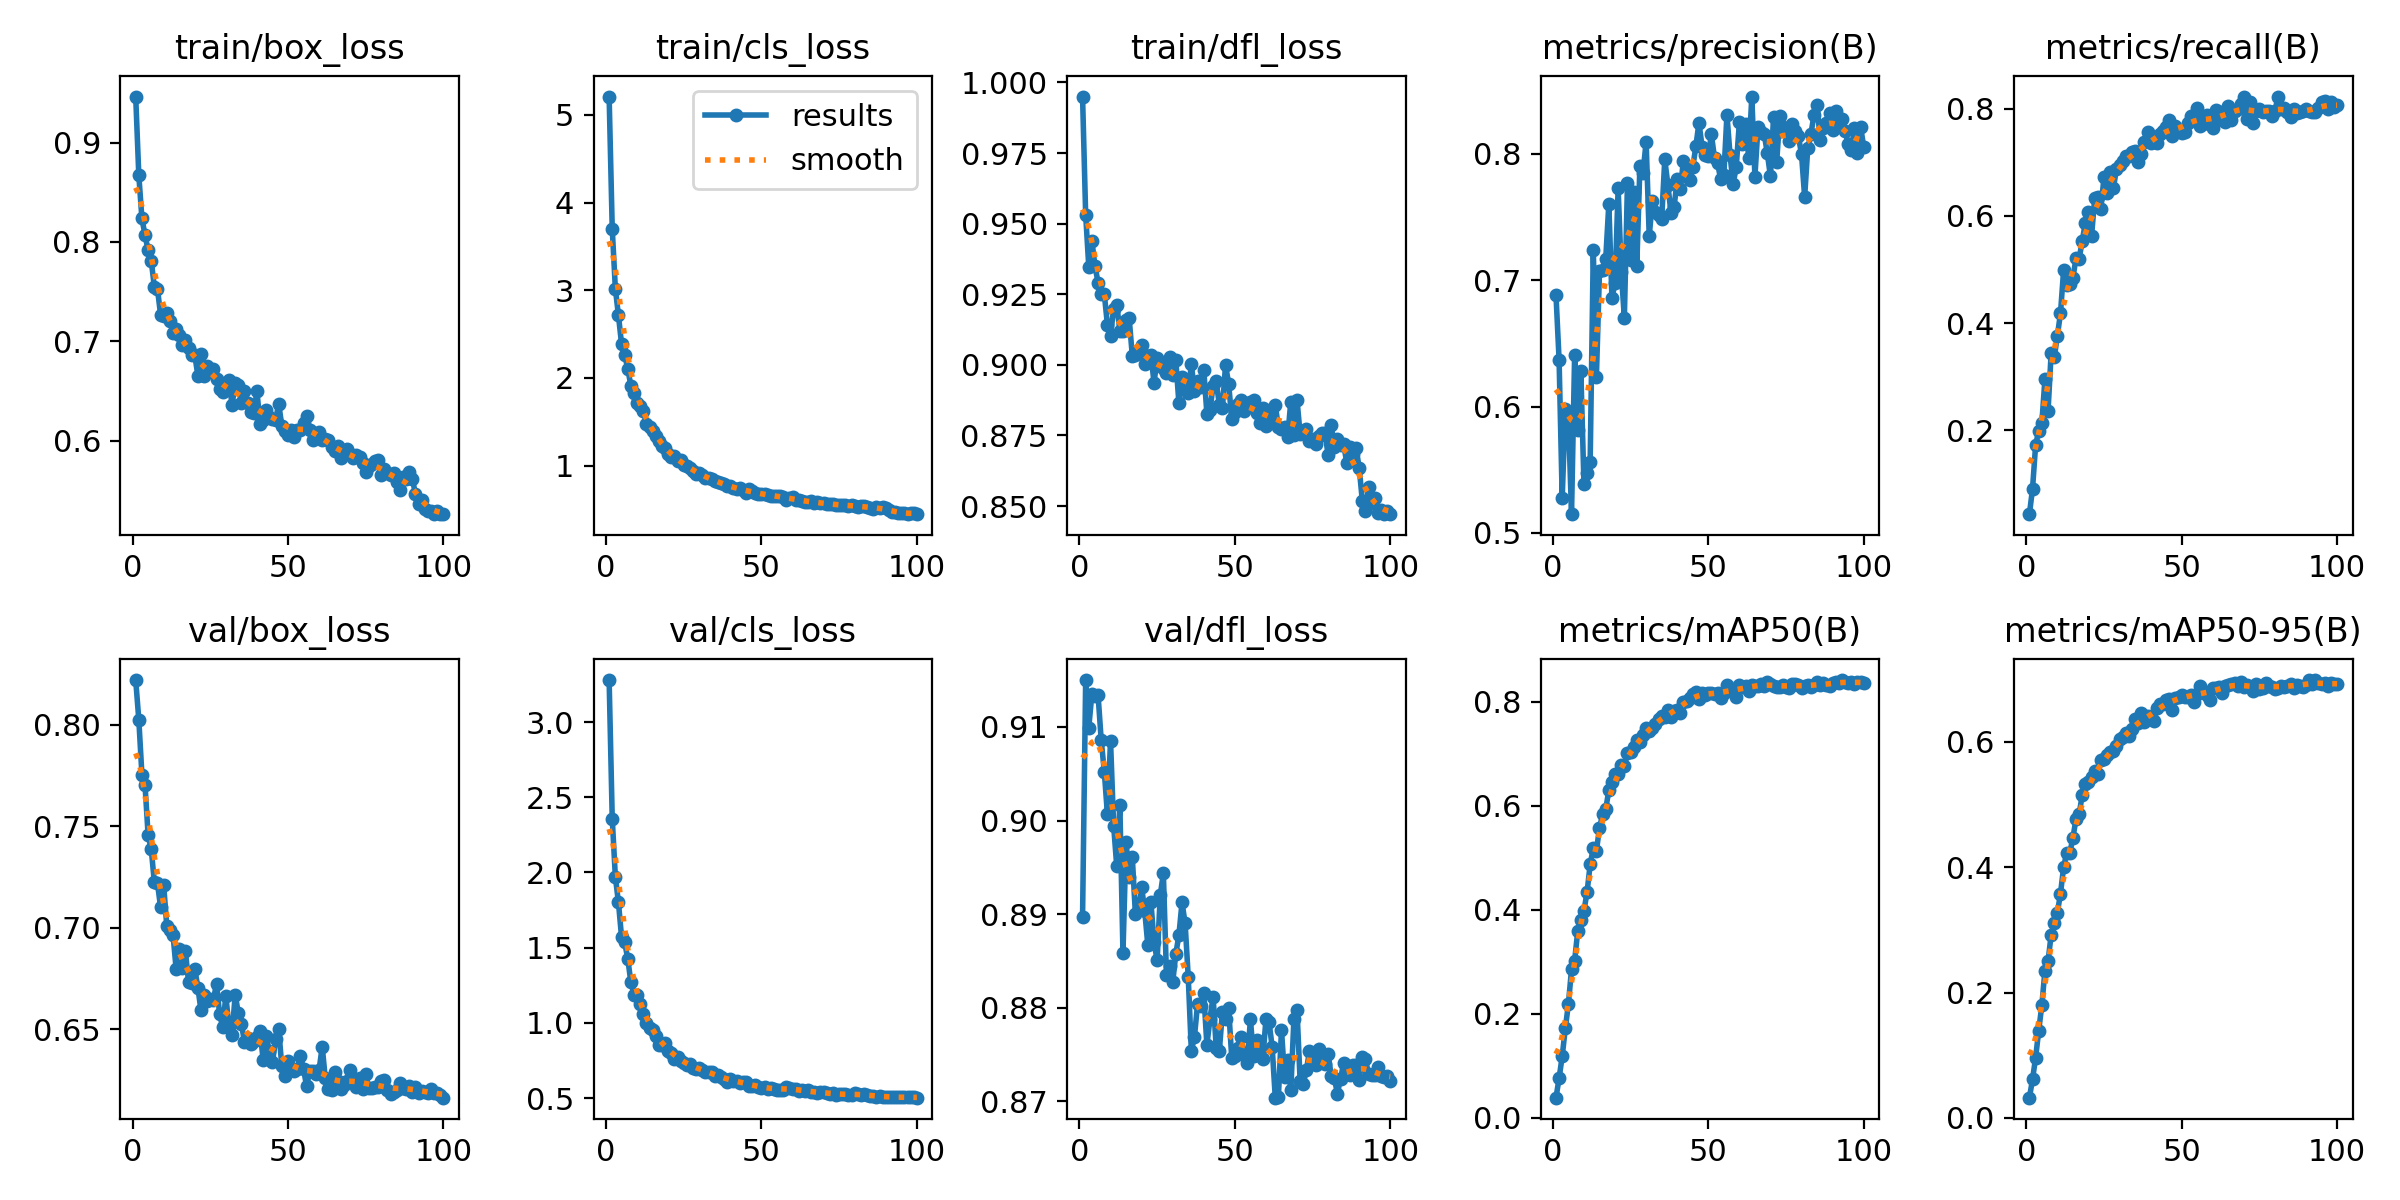 train/box_loss
0.9
0.8
0.7
0.6
0 50 100
train/cls_loss
results
smooth
5
4
3
2
1
0 50 100
train/dfl_loss
1.000
0.975
0.950
0.925
0.900
0.875
0.850
0 50 100
metrics/precision(B)
0.8
0.7
0.6
0.5
0 50 100
metrics/recall(B)
0.8
0.6
0.4
0.2
0 50 100
val/box_loss
0.80
0.75
0.70
0.65
0 50 100
val/cls_loss
3.0
2.5
2.0
1.5
1.0
0.5
0 50 100
val/dfl_loss
0.91
0.90
0.89
0.88
0.87
0 50 100
metrics/mAP50(B)
0.8
0.6
0.4
0.2
0.0
0 50 100
metrics/mAP50-95(B)
0.6
0.4
0.2
0.0
0 50 100